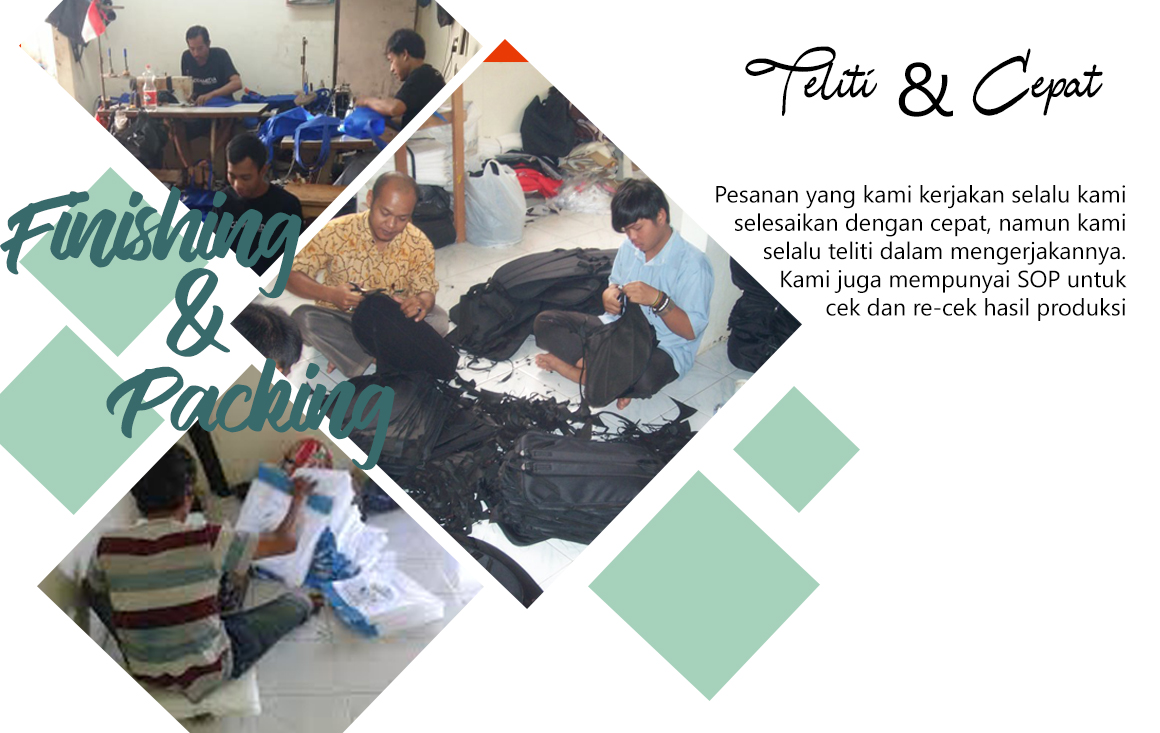 Teliti & Cepat
Pesanan yang kami kerjakan selalu kami
selesaikan dengan cepat, namun kami
selalu teliti dalam mengerjakannya.
Kami juga mempunyai SOP untuk
cek dan re-cek hasil produksi
Finishing
&
Packing